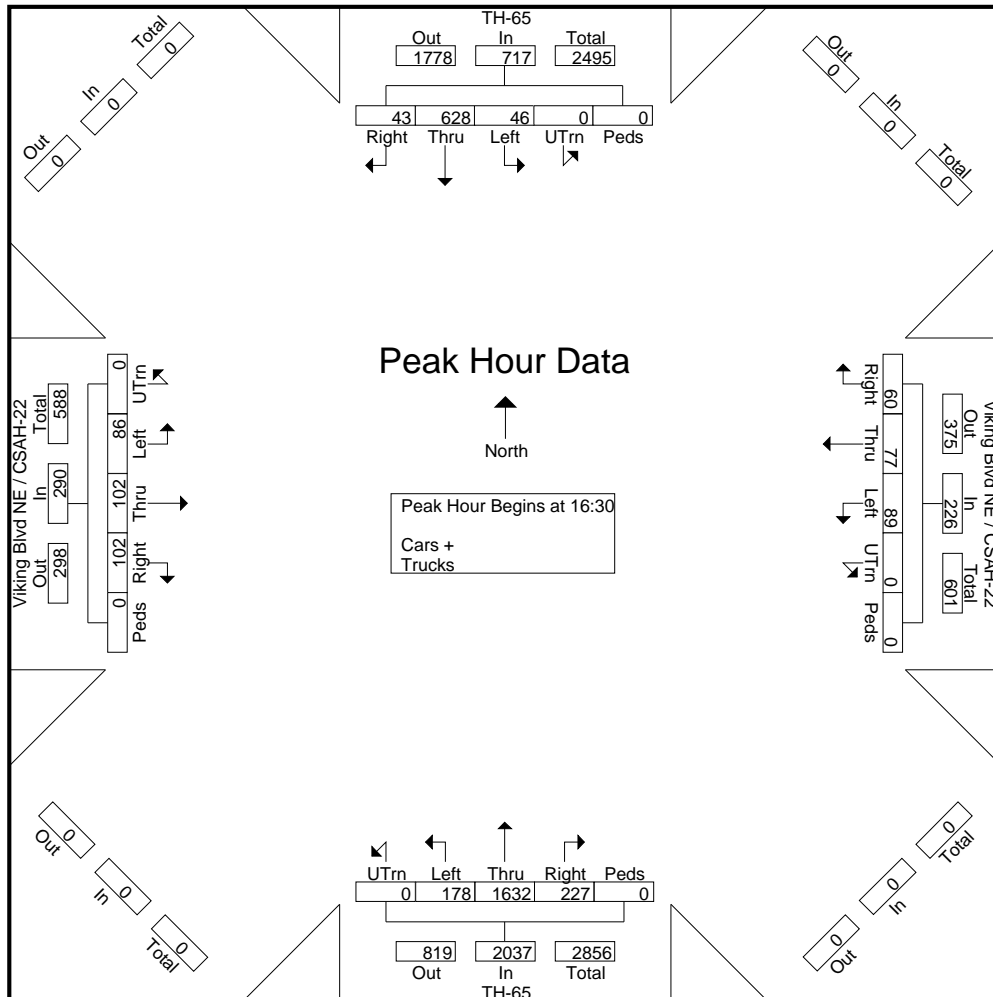 TH-65
Out In Total
1778 717 2495
43 628 46 0 0
Right Thru Left UTrn Peds
Total
0
In
0
Out
0
Out
0
In
0
Total
0
Peak Hour Data
North
Peak Hour Begins at 16:30
Cars +
Trucks
Viking Blvd NE / CSAH-22
Out In Total
298 290 588
0 86 102 102 0
UTrn Left Thru Right Peds
Viking Blvd NE / CSAH-22
Out In Total
375 226 601
60 77 89 0 0
Right Thru Left UTrn Peds
Out
0
In
0
Total
0
Total
0
In
0
Out
0
UTrn Left Thru Right Peds
0 178 1632 227 0
819 2037 2856
Out In Total
TH-65